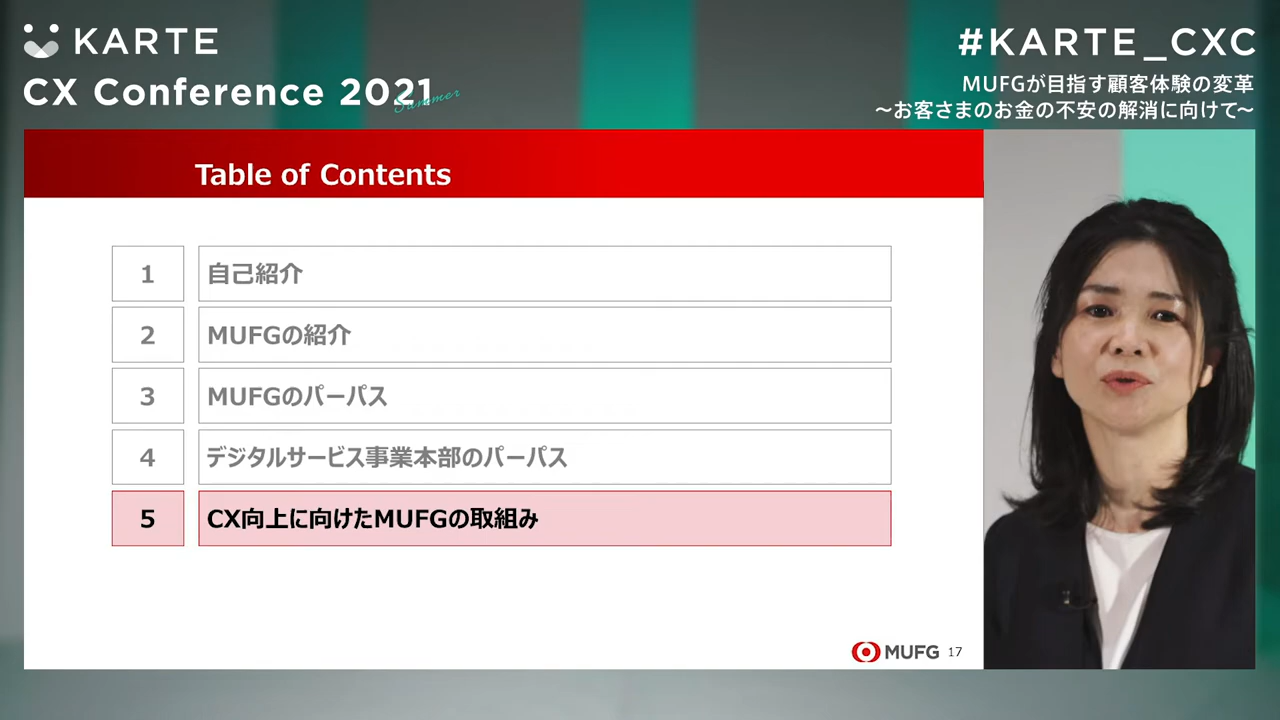 KARTE
CX Conference 2021
Summer
#KARTE_CXC
MUFGが目指す顧客体験の変革
～お客さまのお金の不安の解消に向けて～
Table of Contents
1 自己紹介
2 MUFGの紹介
3 MUFGのパーパス
4 デジタルサービス事業本部のパーパス
5 CX向上に向けたMUFGの取組み
MUFG 17